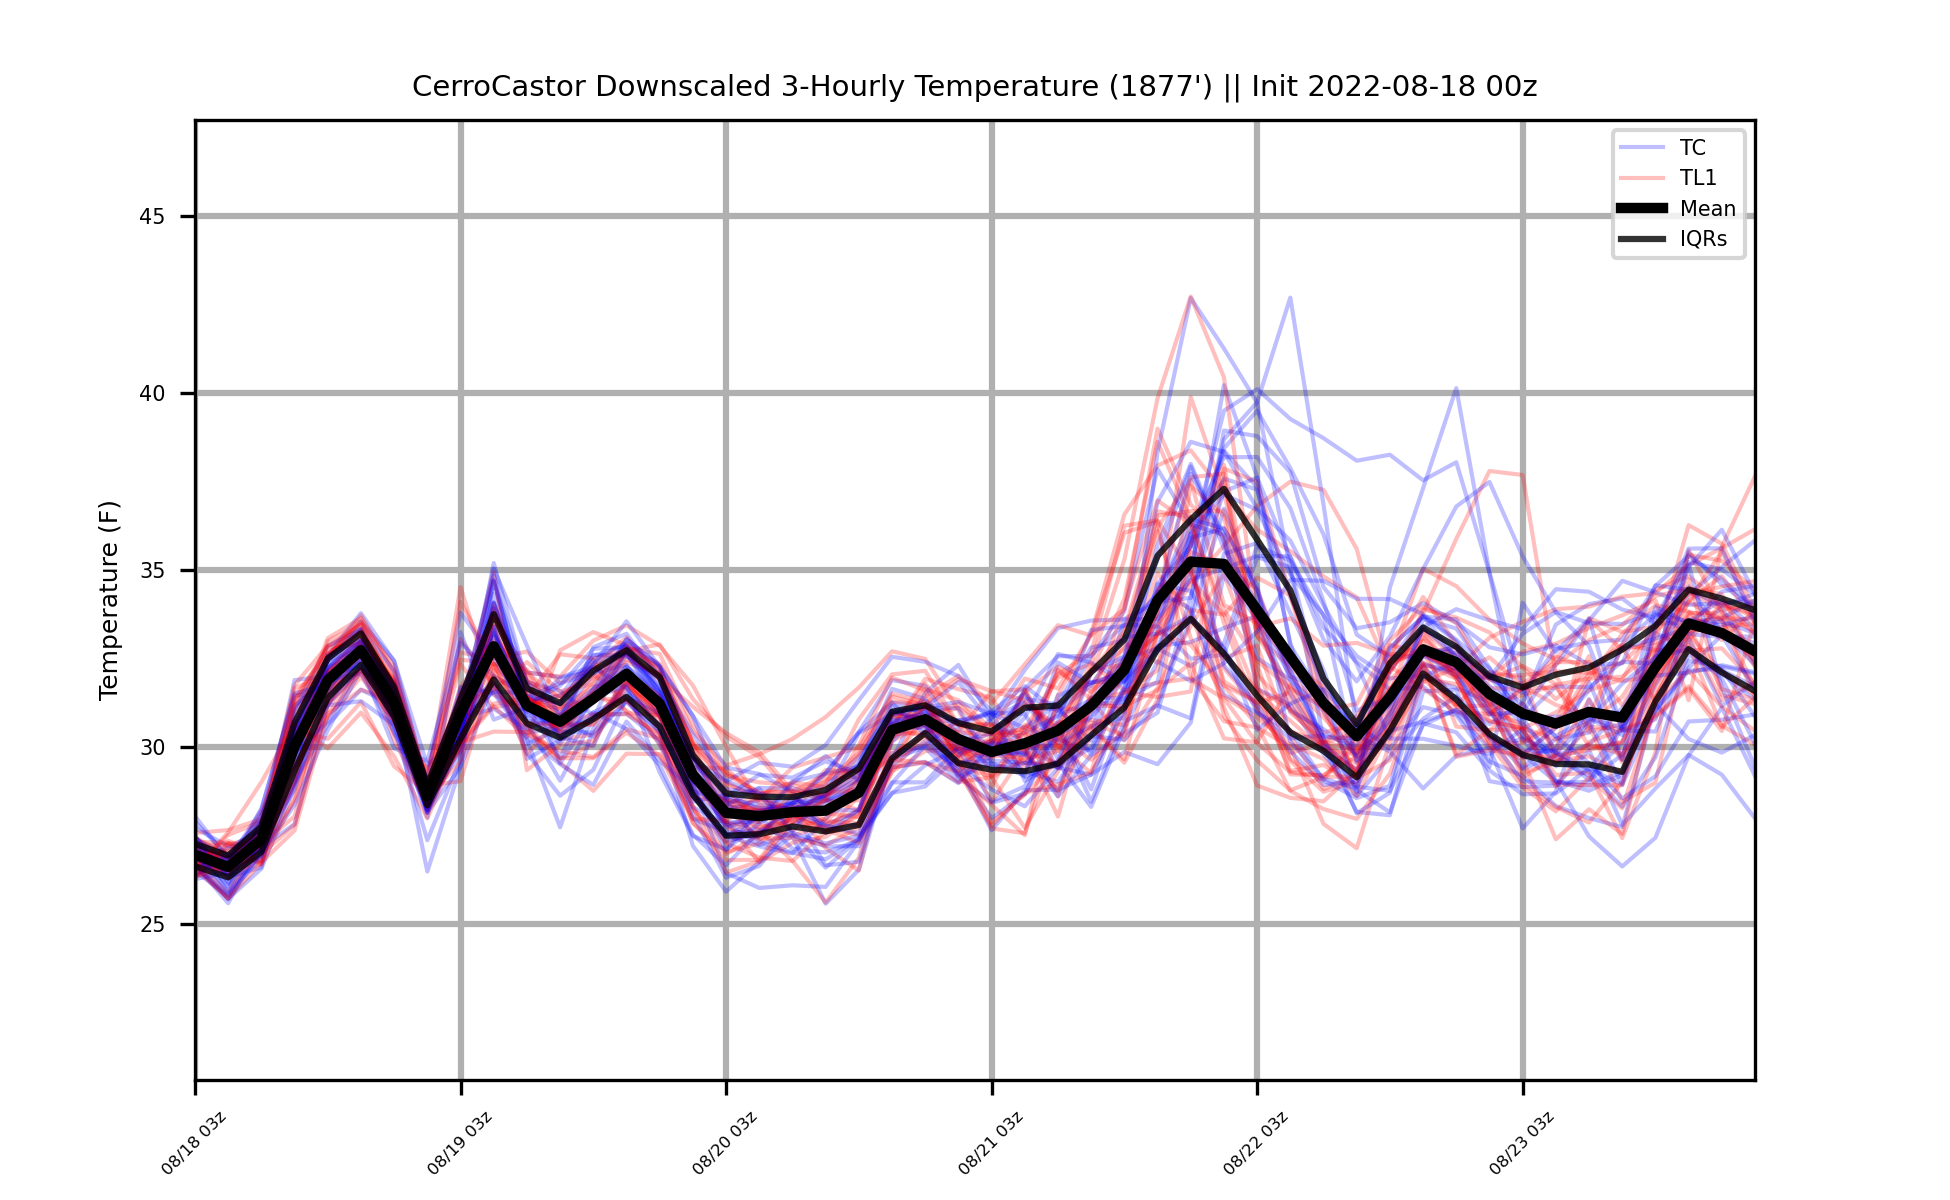 CerroCastor Downscaled 3-Hourly Temperature (1877') || Init 2022-08-18 00z
TC
TL1
Mean
IQRs
Temperature (F)
45
40
35
30
25
08/18 03z
08/19 03z
08/20 03z
08/21 03z
08/22 03z
08/23 03z